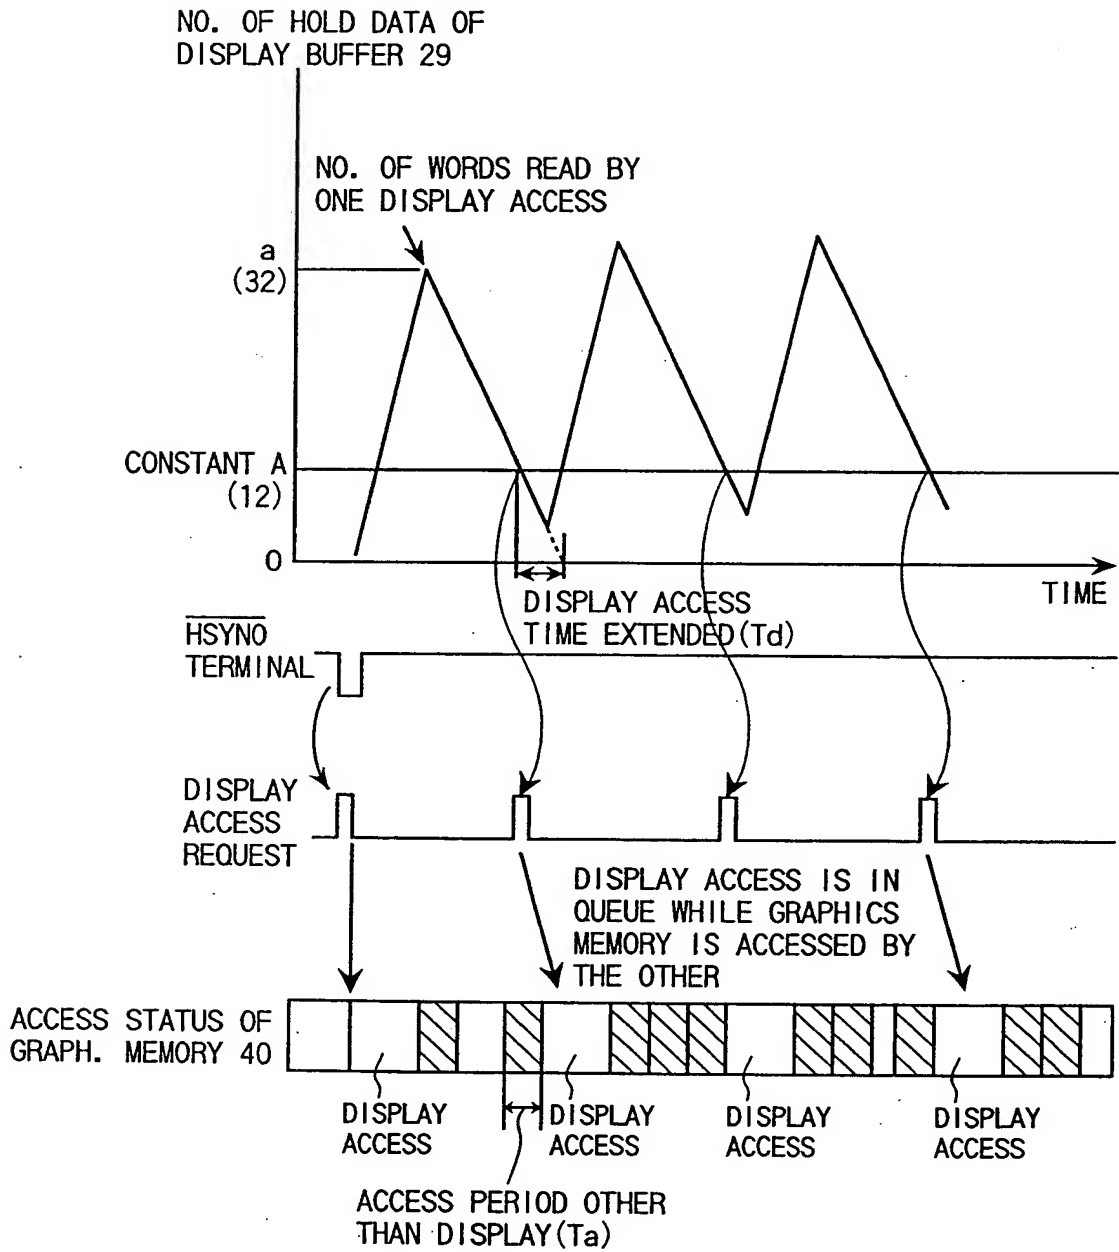 NO. OF HOLD DATA OF
DISPLAY BUFFER 29
NO. OF WORDS READ BY
ONE DISPLAY ACCESS
a
(32)
CONSTANT A
(12)
0
TIME
DISPLAY ACCESS
TIME EXTENDED(Td)
HSYNO
TERMINAL
DISPLAY
ACCESS
REQUEST
DISPLAY ACCESS IS IN
QUEUE WHILE GRAPHICS
MEMORY IS ACCESSED BY
THE OTHER
ACCESS STATUS OF
GRAPH. MEMORY 40
DISPLAY
ACCESS
DISPLAY
ACCESS
DISPLAY
ACCESS
DISPLAY
ACCESS
ACCESS PERIOD OTHER
THAN DISPLAY(Ta)